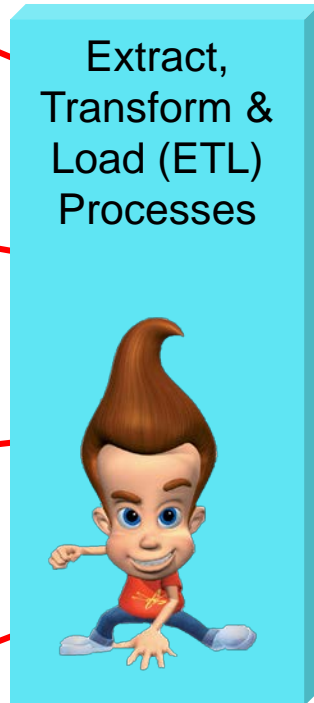 Extract,
Transform &
Load (ETL)
Processes